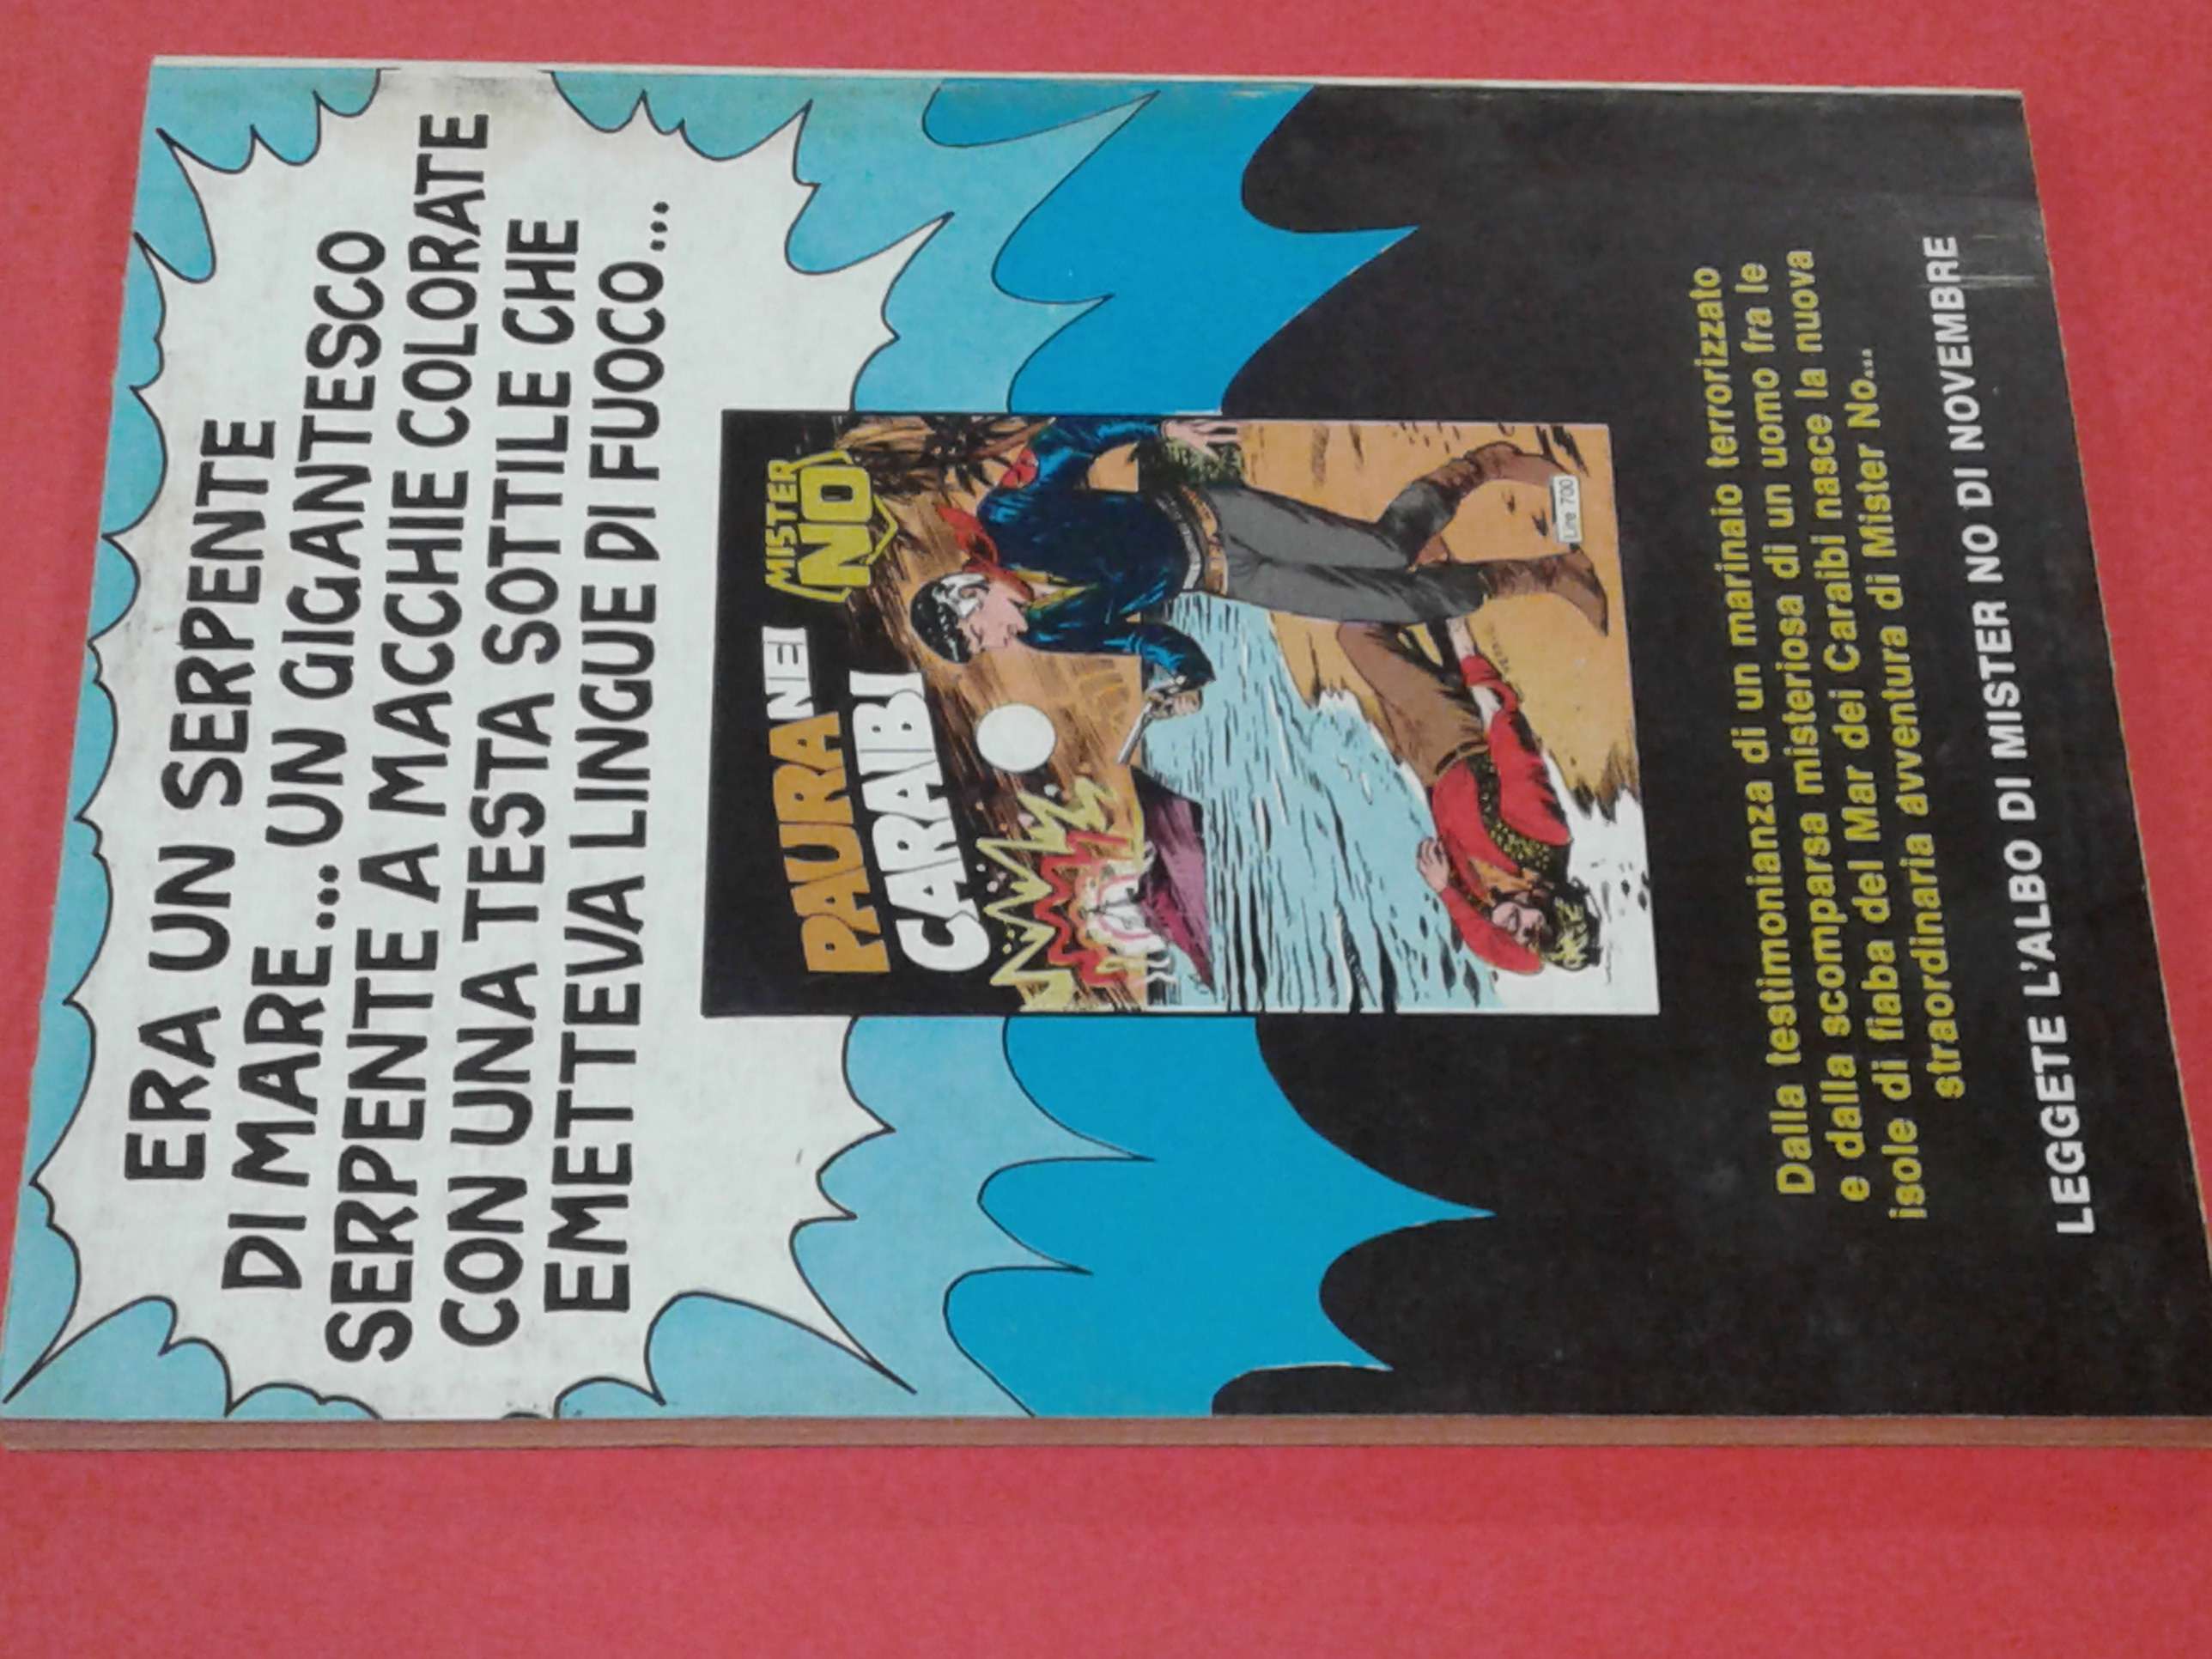 ERA UN SERPENTE
DI MARE... UN GIGANTESCO
SERPENTE A MACCHIE COLORATE
CON UNA TESTA SOTTILE CHE
EMETTEVA LINGUE DI FUOCO...
MISTER
NO
PAURA NEI
CARAIBI
Lire 700
Dalla testimonianza di un marinaio terrorizzato
e dalla scomparsa misteriosa di un uomo fra le
isole di fiaba del Mar dei Caraibi nasce la nuova
straordinaria avventura di Mister No...
LEGGETE L'ALBO DI MISTER NO DI NOVEMBRE